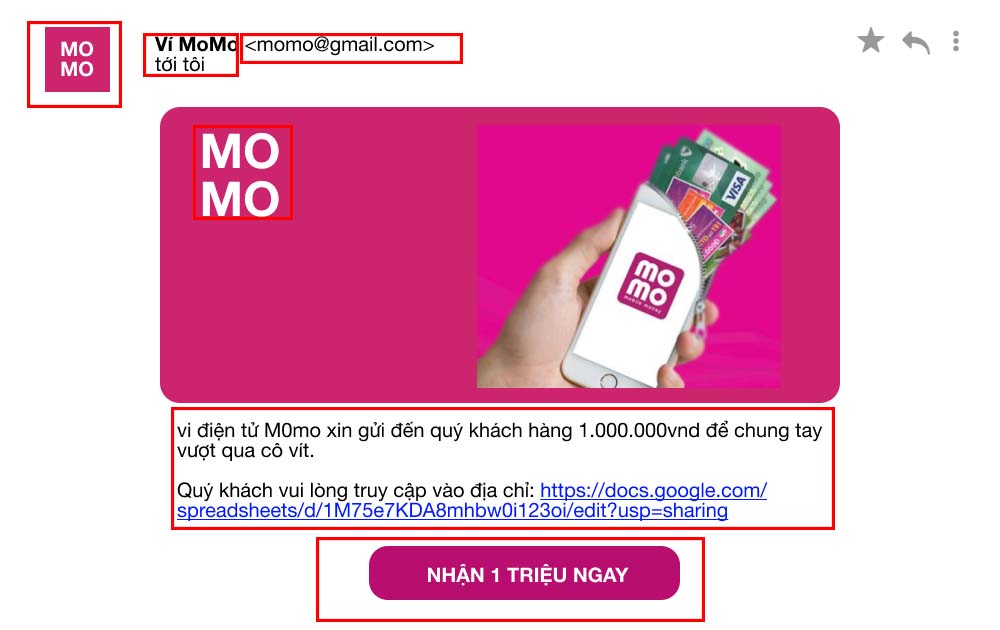 MO
MO
Ví MoMo <momo@gmail.com>
tới tôi
MO
MO
bank
VISA
mo
mo
mobile money
vi điện tử M0mo xin gửi đến quý khách hàng 1.000.000vnd để chung tay
vượt qua cô vít.
Quý khách vui lòng truy cập vào địa chỉ: https://docs.google.com/
spreadsheets/d/1M75e7KDA8mhbw0i123oi/edit?usp=sharing
NHẬN 1 TRIỆU NGAY